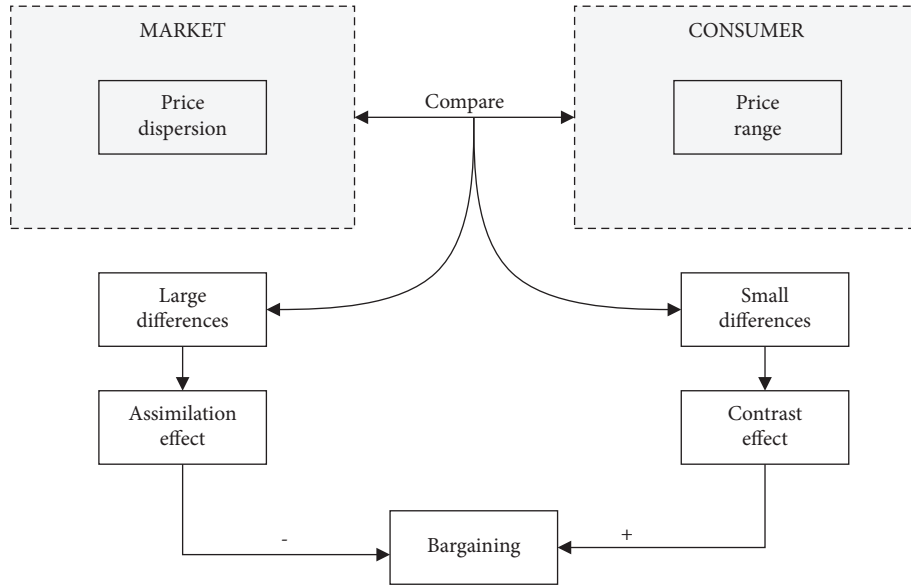 MARKET
CONSUMER
Price
dispersion
Compare
Price
range
Large
differences
Small
differences
Assimilation
effect
Contrast
effect
-
Bargaining
+